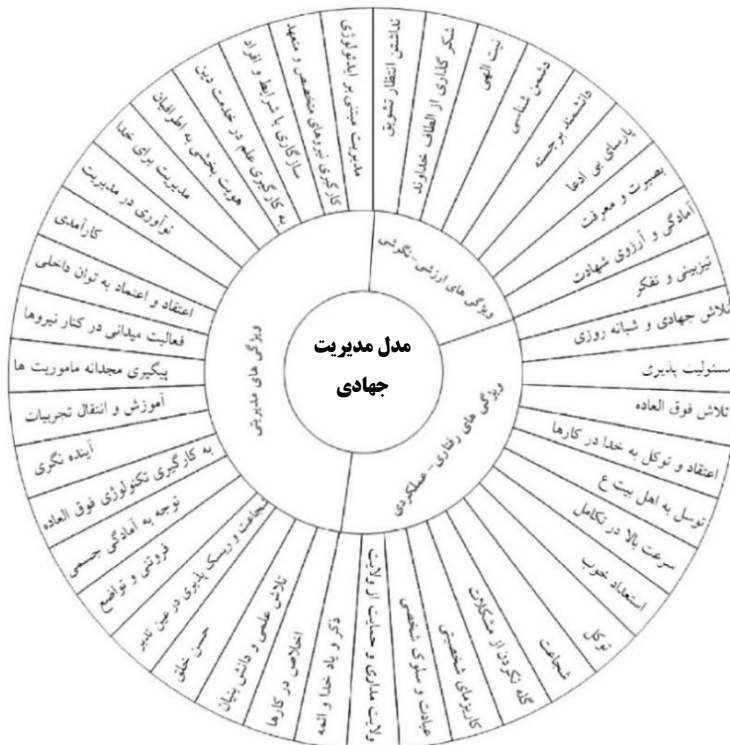 مدل مدیریت
جهادی
ویژگی های ارزشی-نگرشی
ویژگی های رفتاری- عملکردی
ویژگی های مدیریتی
نداشتن انتظار تشویق
شکر گذاری از الطاف خداوند
نیت الهی
دشمن شناسی
دانشمند برجسته
پارسای بی ادعا
بصیرت و معرفت
آمادگی و آرزوی شهادت
تیزبینی و تفکر
تلاش جهادی و شبانه روزی
مسئولیت پذیری
تلاش فوق العاده
اعتقاد و توکل به خدا در کارها
توسل به اهل بیت ع
سرعت بالا در تکامل
استعداد خوب
توکل
شجاعت
گله نکردن از مشکلات
کاریزمای شخصیتی
عبادت و سلوک شخصی
ولایت مداری و حمایت از ولایت
ذکر و یاد خدا و ائمه
اخلاص در کارها
تلاش علمی و دانش بنیان
حسن خلق
شجاعت و ریسک پذیری در عین تدبیر
فروتنی و تواضع
توجه به آمادگی جسمی
به کارگیری تکنولوژی فوق العاده
آینده نگری
آموزش و انتقال تجربیات
پیگیری مجدانه ماموریت ها
فعالیت میدانی در کنار نیروها
اعتقاد و اعتماد به توان داخلی
کارآمدی
نوآوری در مدیریت
مدیریت برای خدا
هویت بخشی به اطرافیان
به کارگیری علم در خدمت دین
سازگاری با شرایط و افراد
کارگیری نیروهای متخصص و متعهد
مدیریت مبتنی بر ایدئولوژی